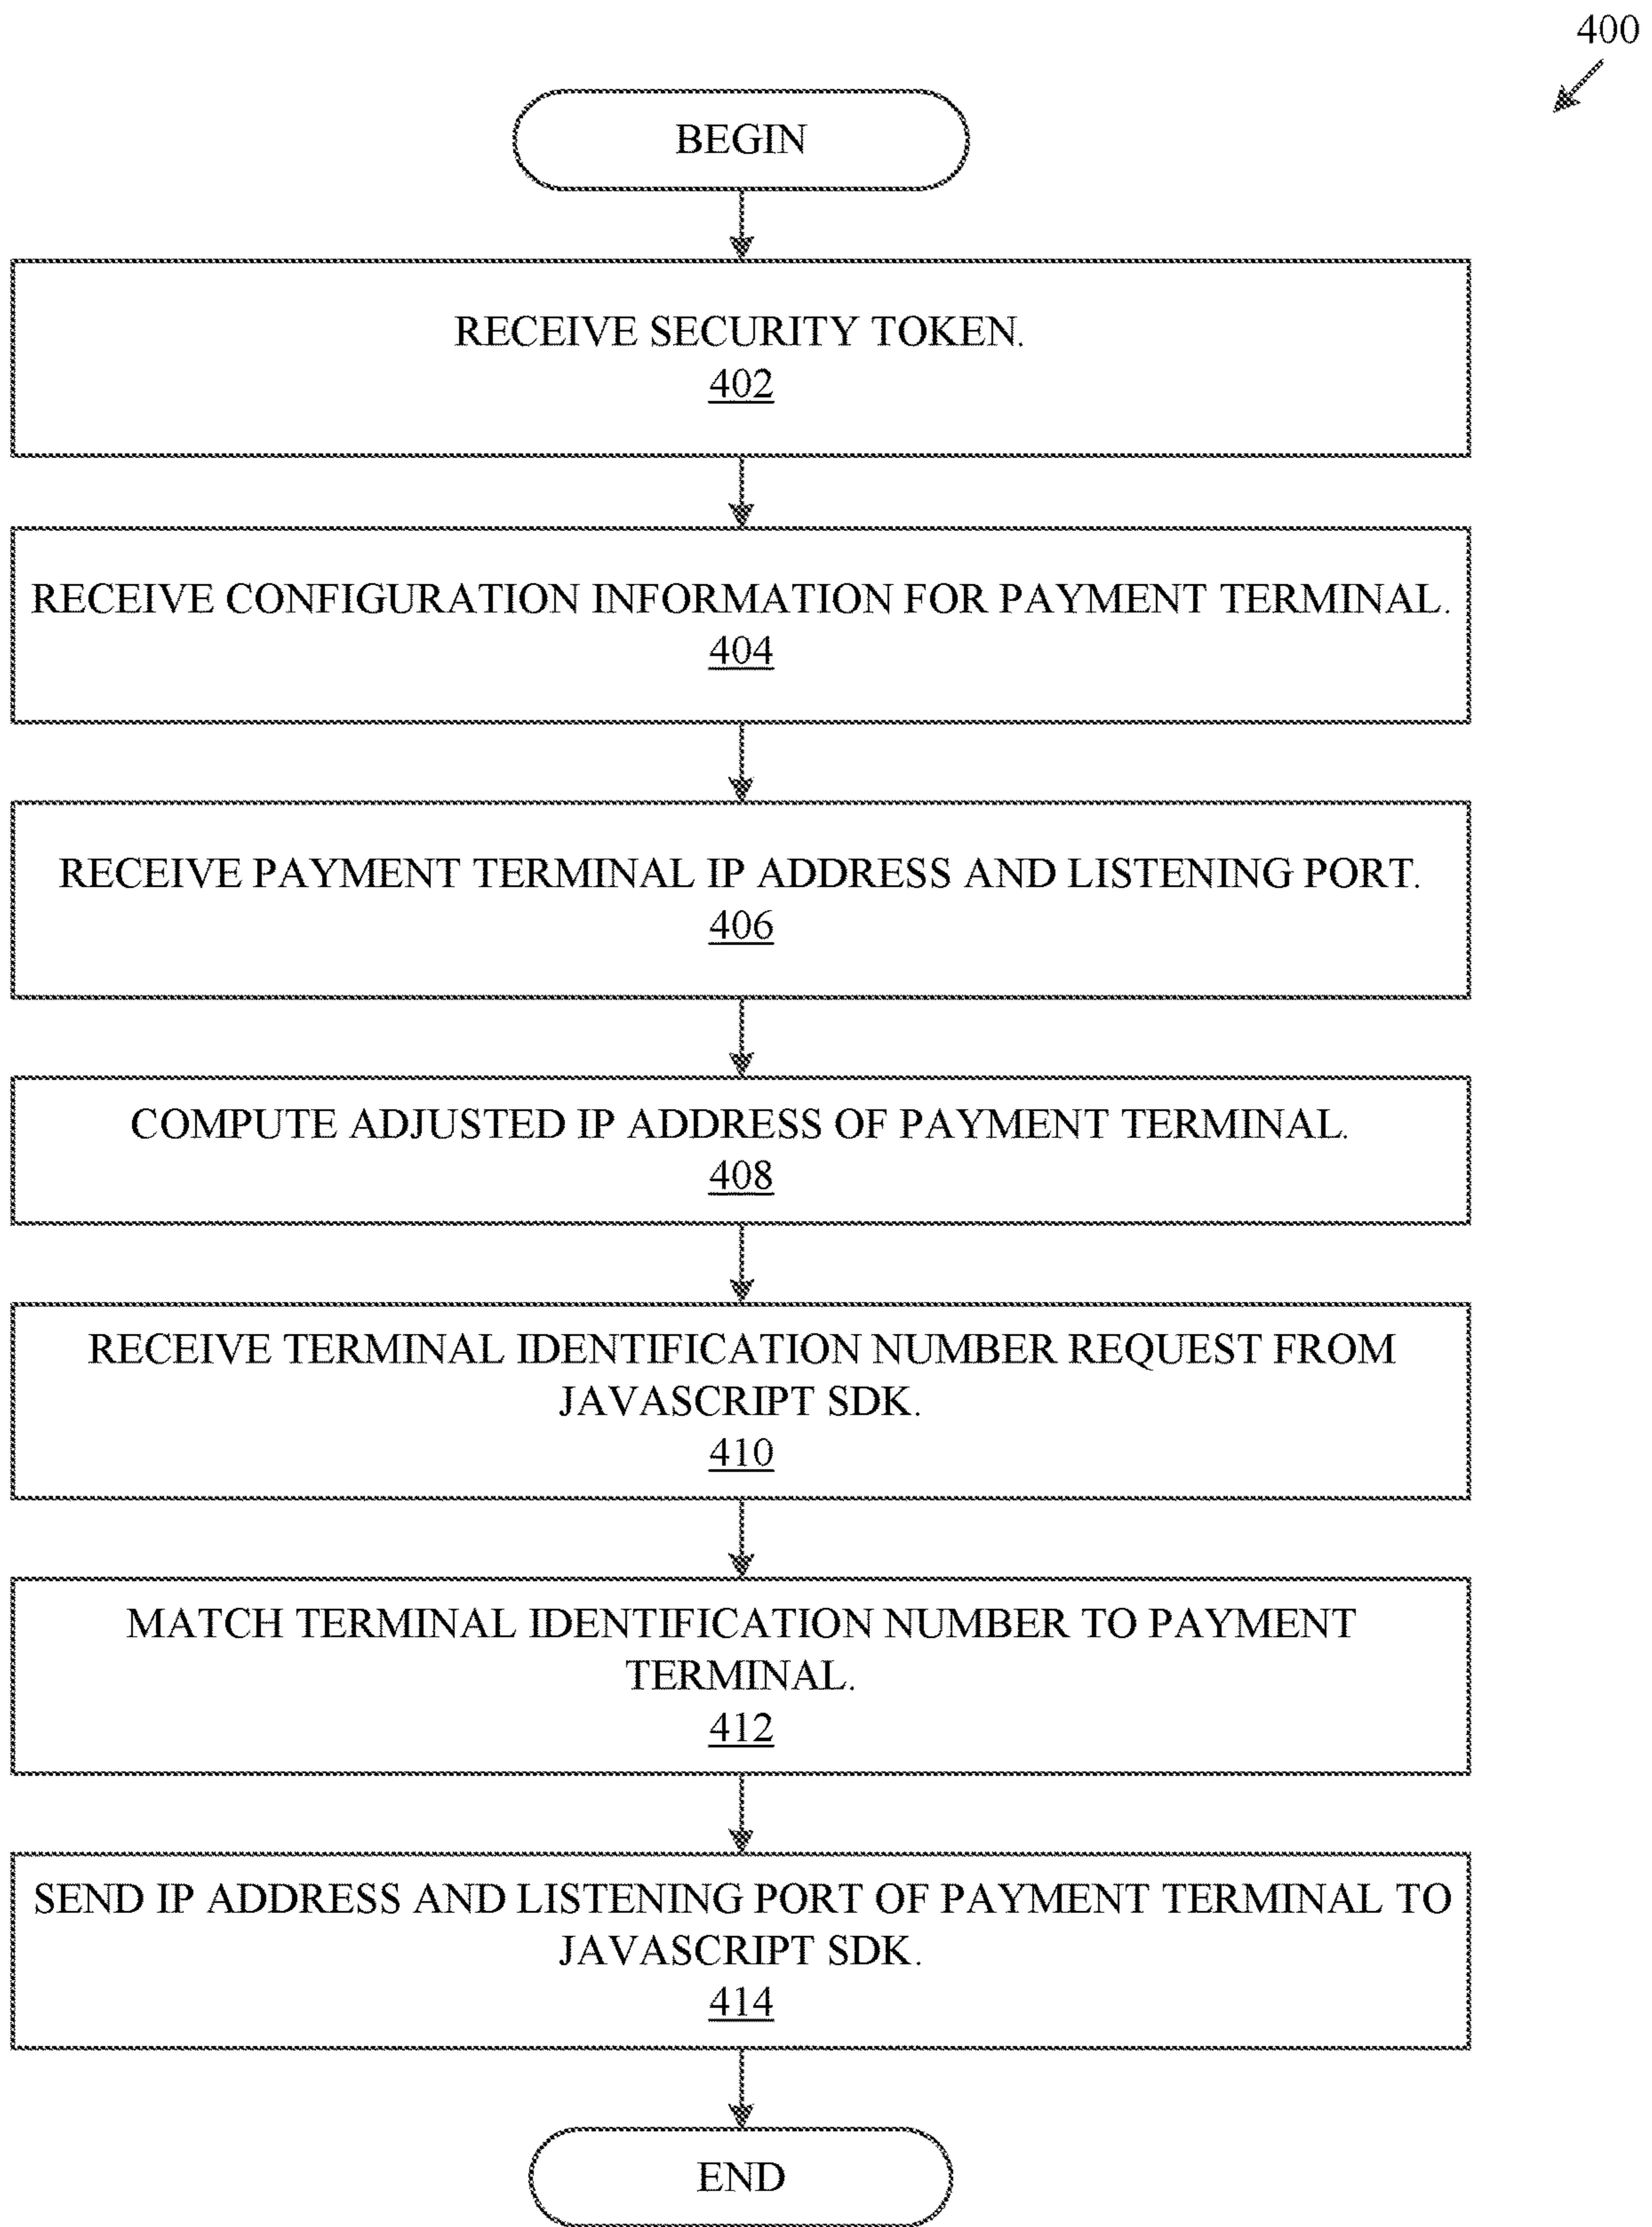 400
BEGIN
RECEIVE SECURITY TOKEN.
402
RECEIVE CONFIGURATION INFORMATION FOR PAYMENT TERMINAL.
404
RECEIVE PAYMENT TERMINAL IP ADDRESS AND LISTENING PORT.
406
COMPUTE ADJUSTED IP ADDRESS OF PAYMENT TERMINAL.
408
RECEIVE TERMINAL IDENTIFICATION NUMBER REQUEST FROM
JAVASCRIPT SDK.
410
MATCH TERMINAL IDENTIFICATION NUMBER TO PAYMENT
TERMINAL.
412
SEND IP ADDRESS AND LISTENING PORT OF PAYMENT TERMINAL TO
JAVASCRIPT SDK.
414
END